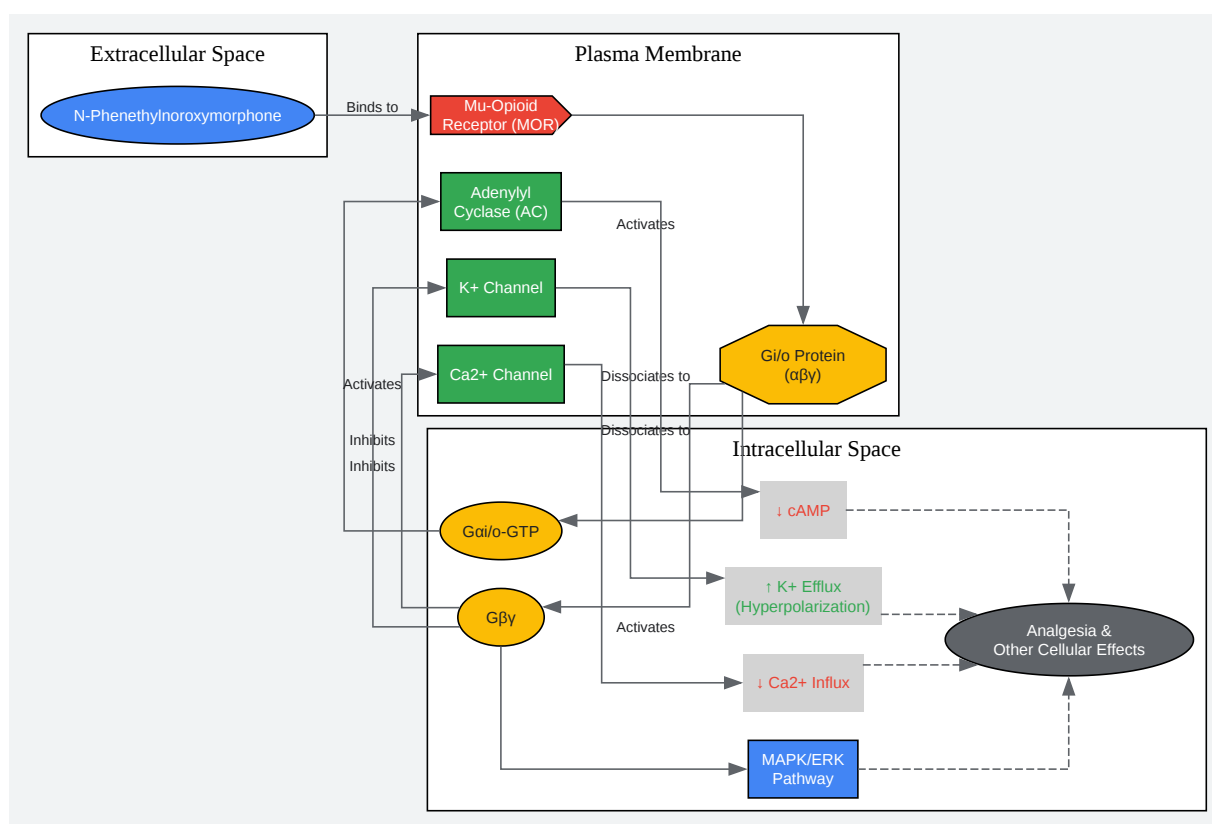 Extracellular Space
N-Phenethylnoroxymorphone
Binds to
Plasma Membrane
Mu-Opioid
Receptor (MOR)
Adenylyl
Cyclase (AC)
Activates
K+ Channel
Ca2+ Channel
Gi/o Protein
(αβγ)
Dissociates to
Dissociates to
Activates
Inhibits
Inhibits
Intracellular Space
Gαi/o-GTP
Gβγ
Activates
↓ cAMP
↑ K+ Efflux
(Hyperpolarization)
↓ Ca2+ Influx
MAPK/ERK
Pathway
Analgesia &
Other Cellular Effects